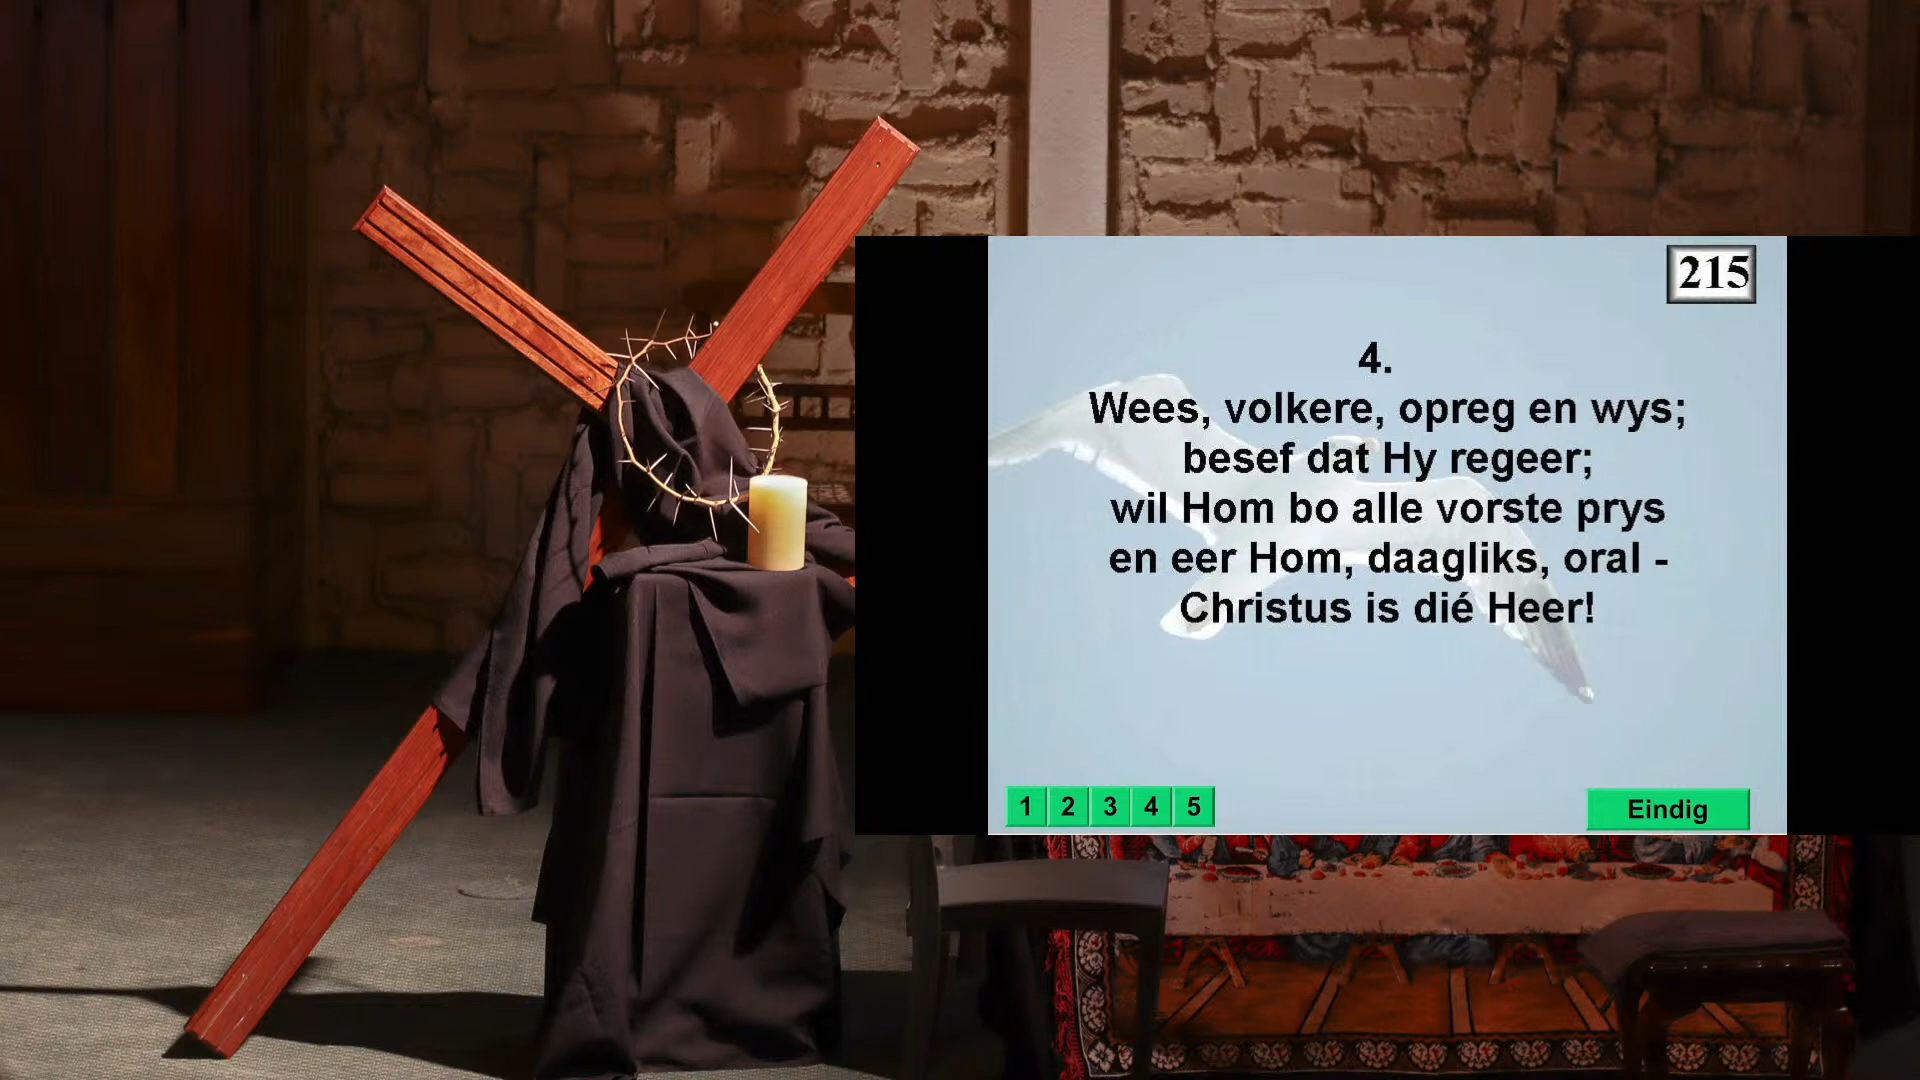 215
4.
Wees, volkere, opreg en wys;
besef dat Hy regeer;
wil Hom bo alle vorste prys
en eer Hom, daagliks, oral -
Christus is dié Heer!
1 2 3 4 5
Eindig